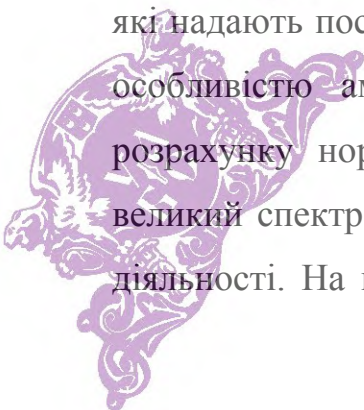 які надають пос
особливістю ам
розрахунку нор
великий спектр
діяльності. На